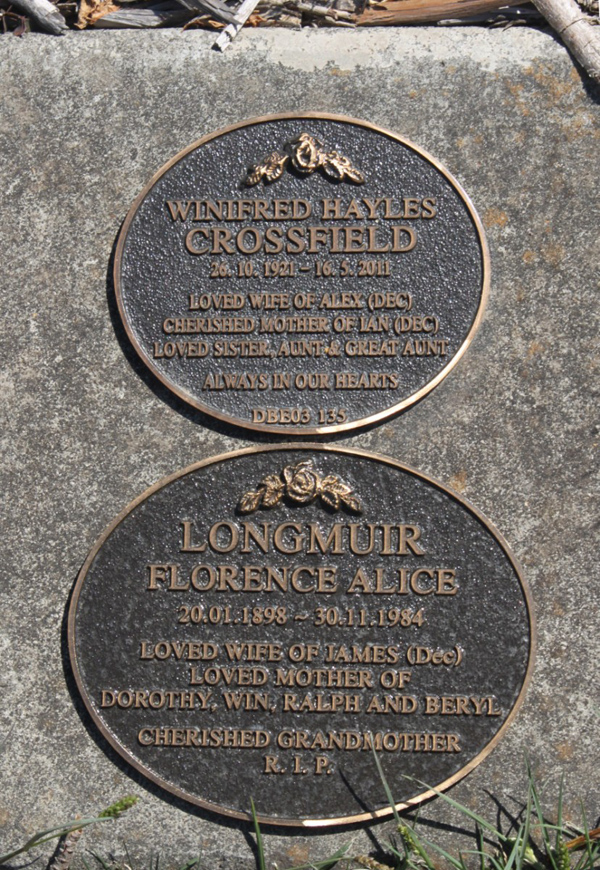 WINIFRED HAYLES
CROSSFIELD
26. 10. 1921 – 16. 5. 2011
LOVED WIFE OF ALEX (DEC)
CHERISHED MOTHER OF IAN (DEC)
LOVED SISTER, AUNT & GREAT AUNT
ALWAYS IN OUR HEARTS
DBE03 135
LONGMUIR
FLORENCE ALICE
20.01.1898 ~ 30.11.1984
LOVED WIFE OF JAMES (Dec)
LOVED MOTHER OF
DOROTHY, WIN, RALPH AND BERYL
CHERISHED GRANDMOTHER
R. I. P.